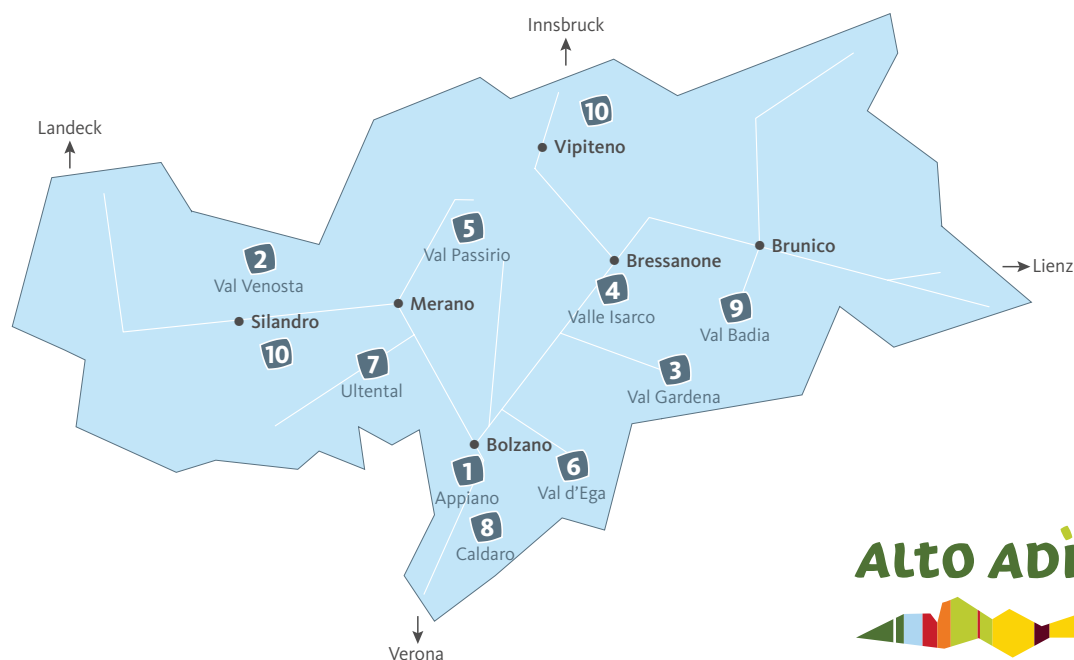 Innsbruck
Landeck
10
Vipiteno
5
Val Passirio
2
Val Venosta
Brunico
Bressanone
Lienz
4
Valle Isarco
Merano
9
Val Badia
Silandro
10
7
Ultental
3
Val Gardena
Bolzano
1
Appiano
6
Val d’Ega
8
Caldaro
ALTO ADI
Verona